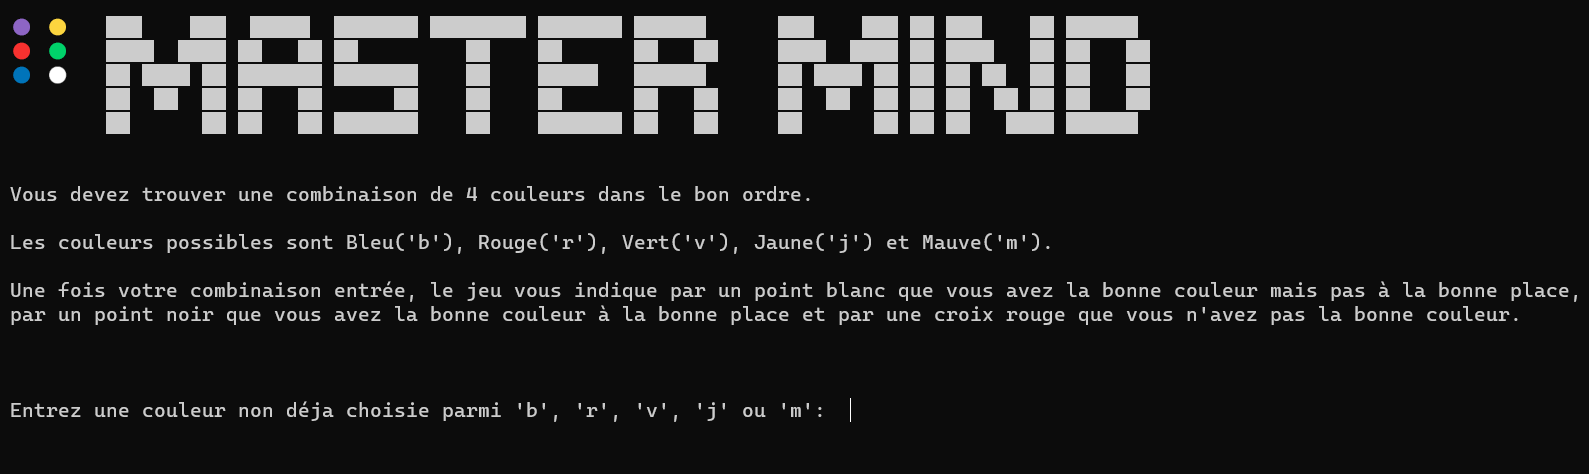 MASTER MIND
Vous devez trouver une combinaison de 4 couleurs dans le bon ordre.
Les couleurs possibles sont Bleu('b'), Rouge('r'), Vert('v'), Jaune('j') et Mauve('m').
Une fois votre combinaison entrée, le jeu vous indique par un point blanc que vous avez la bonne couleur mais pas à la bonne place,
par un point noir que vous avez la bonne couleur à la bonne place et par une croix rouge que vous n'avez pas la bonne couleur.
Entrez une couleur non déja choisie parmi 'b', 'r', 'v', 'j' ou 'm':